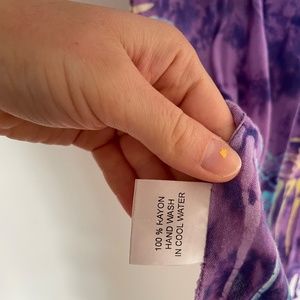 100 % RAYON
HAND WASH
IN COOL WATER